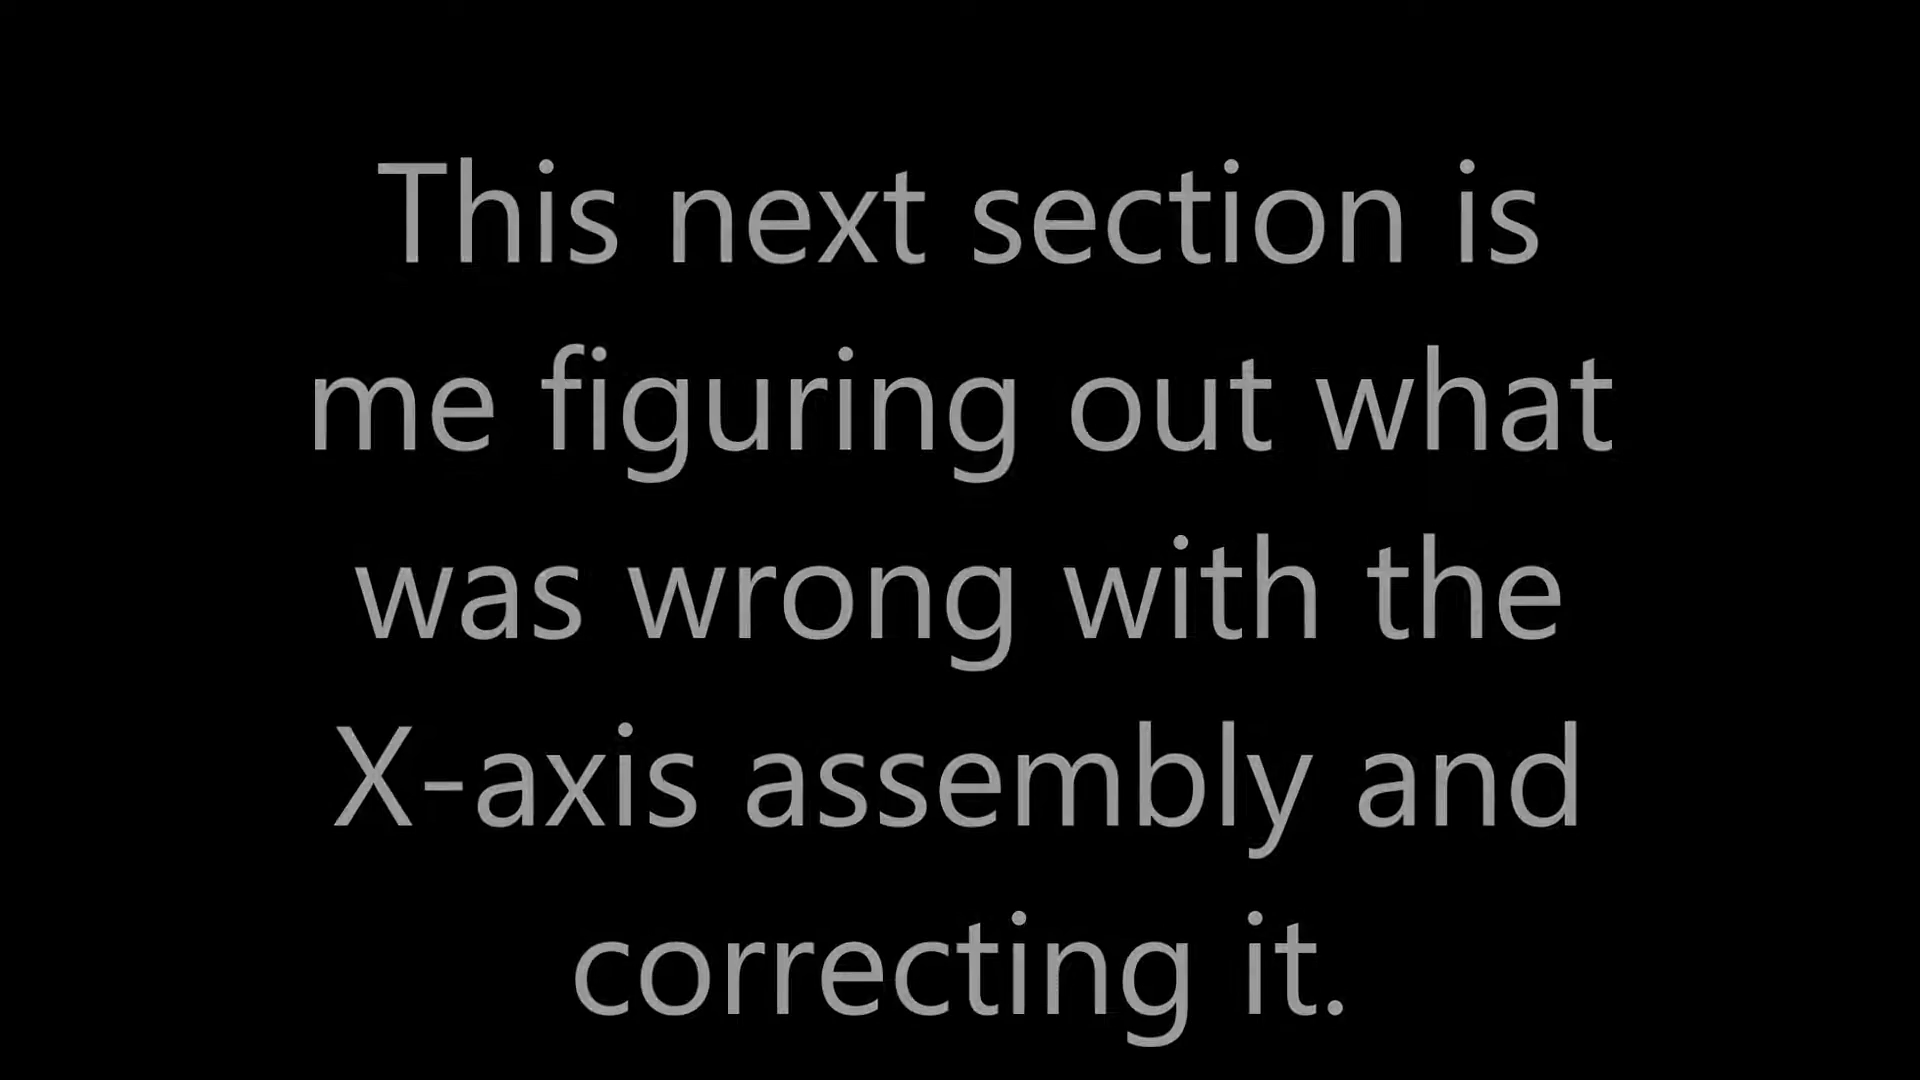 This next section is
me figuring out what
was wrong with the
X-axis assembly and
correcting it.